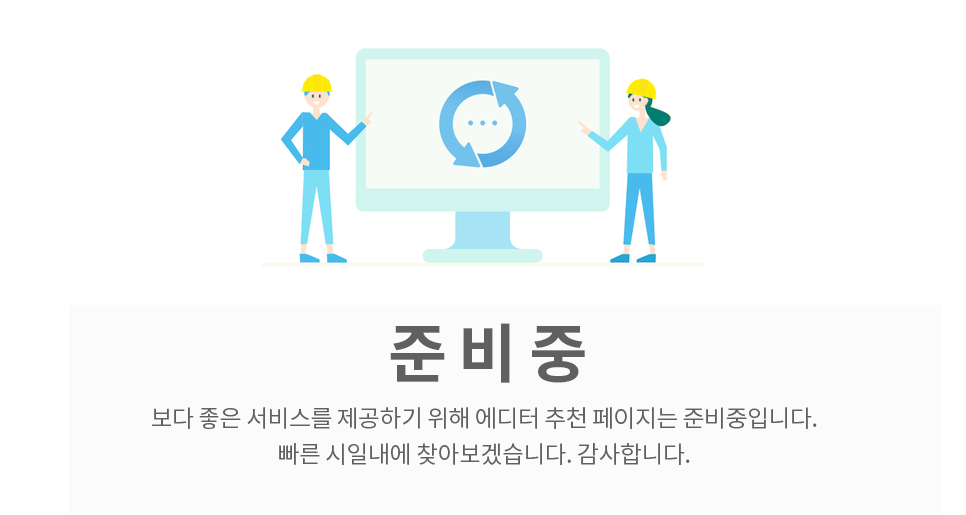 준비중
보다 좋은 서비스를 제공하기 위해 에디터 추천 페이지는 준비중입니다.
빠른 시일내에 찾아보겠습니다. 감사합니다.